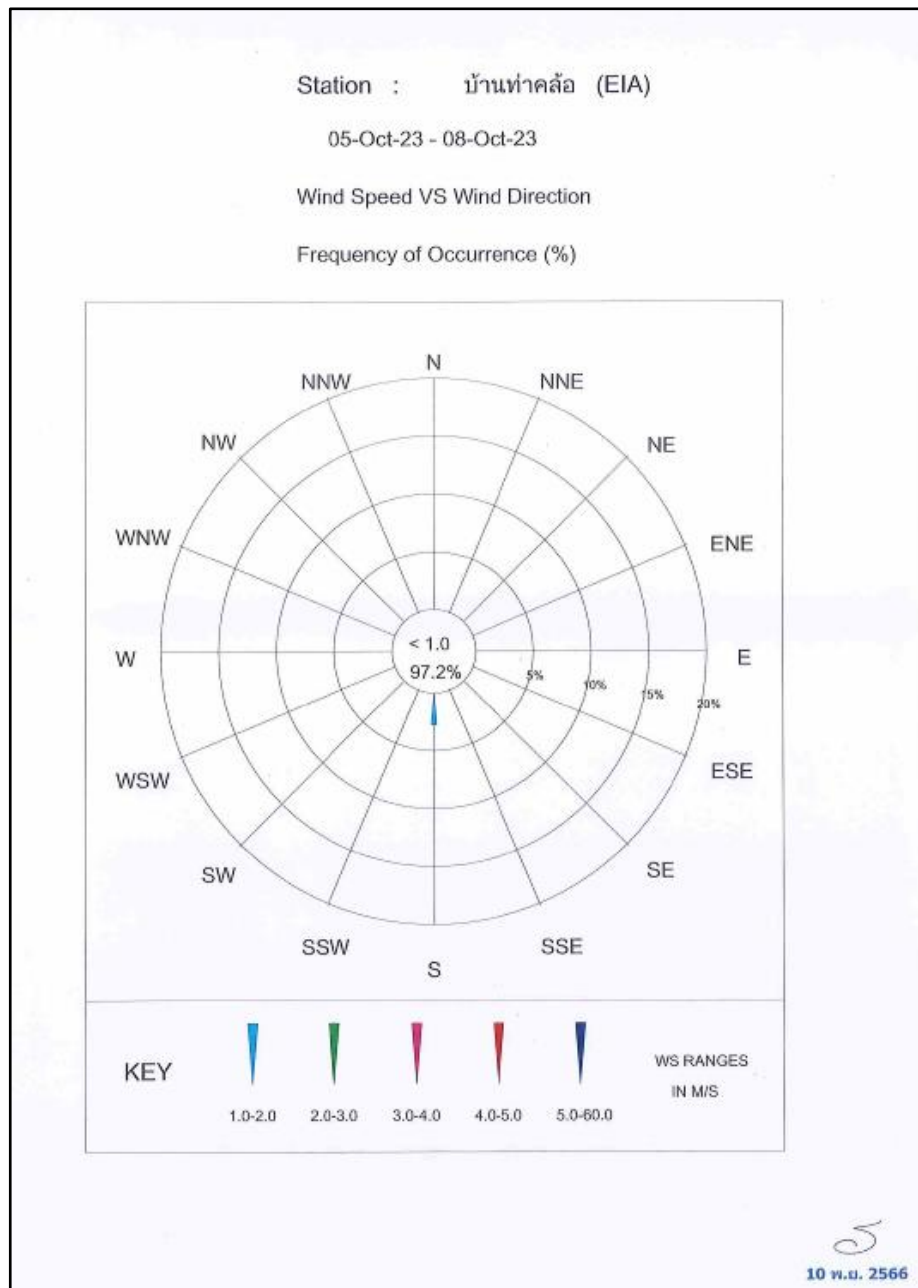 Station : บ้านท่าคล้อ (EIA)
05-Oct-23 - 08-Oct-23
Wind Speed VS Wind Direction
Frequency of Occurrence (%)
N
NNW
NNE
NW
NE
WNW
ENE
< 1.0
W
E
97.2%
5%
10%
15%
20%
WSW
ESE
SW
SE
SSW
SSE
S
KEY
WS RANGES
IN M/S
1.0-2.0 2.0-3.0 3.0-4.0 4.0-5.0 5.0-60.0
10 พ.ย. 2566